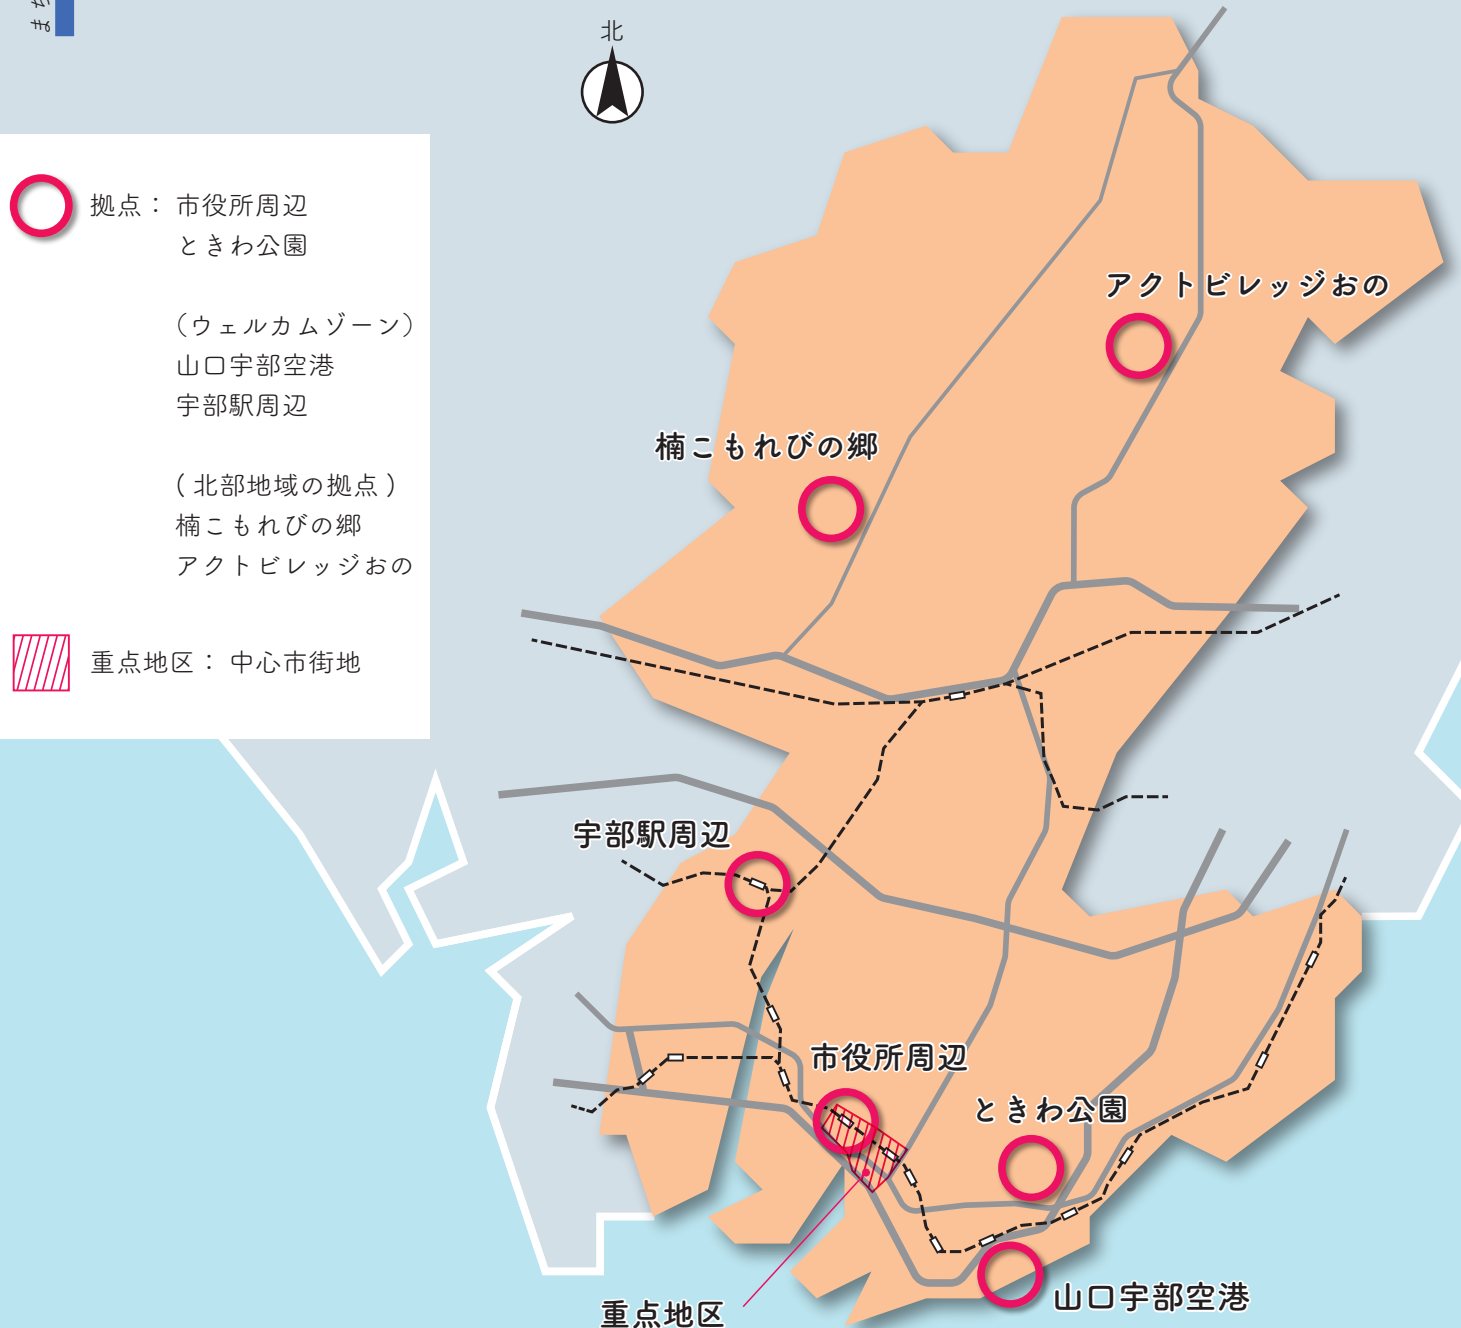 北
拠点： 市役所周辺
ときわ公園
（ウェルカムゾーン）
山口宇部空港
宇部駅周辺
( 北部地域の拠点 )
楠こもれびの郷
アクトビレッジおの
重点地区： 中心市街地
アクトビレッジおの
楠こもれびの郷
宇部駅周辺
市役所周辺
ときわ公園
山口宇部空港
重点地区